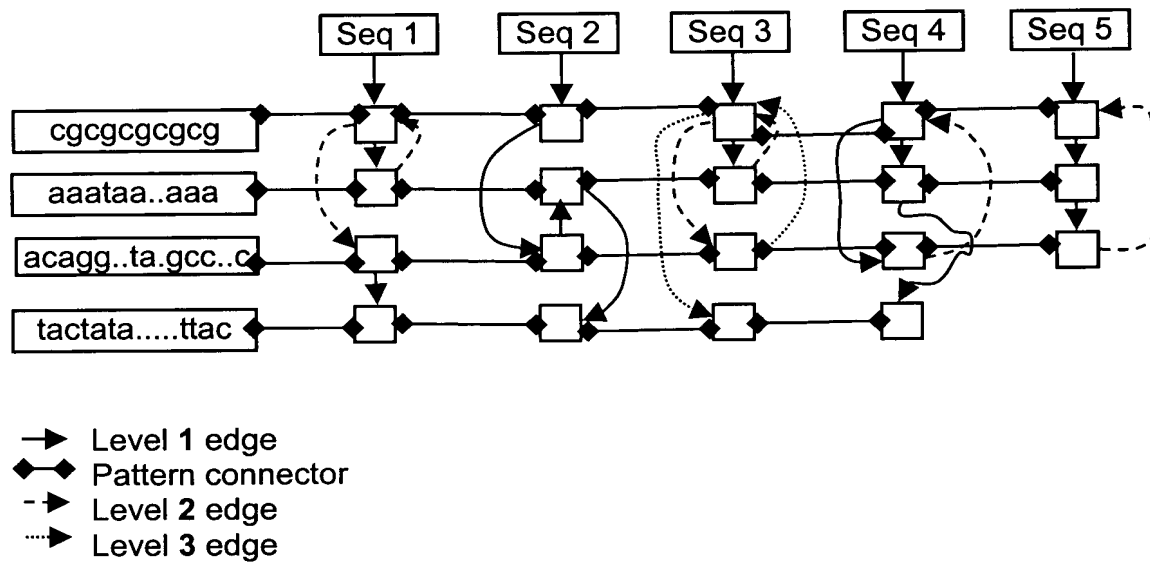 Seq 1 Seq 2 Seq 3 Seq 4 Seq 5
cgcgcgcgcg
aaataa..aaa
acagg..ta.gcc..c
tactata.....ttac
Level 1 edge
Pattern connector
Level 2 edge
Level 3 edge